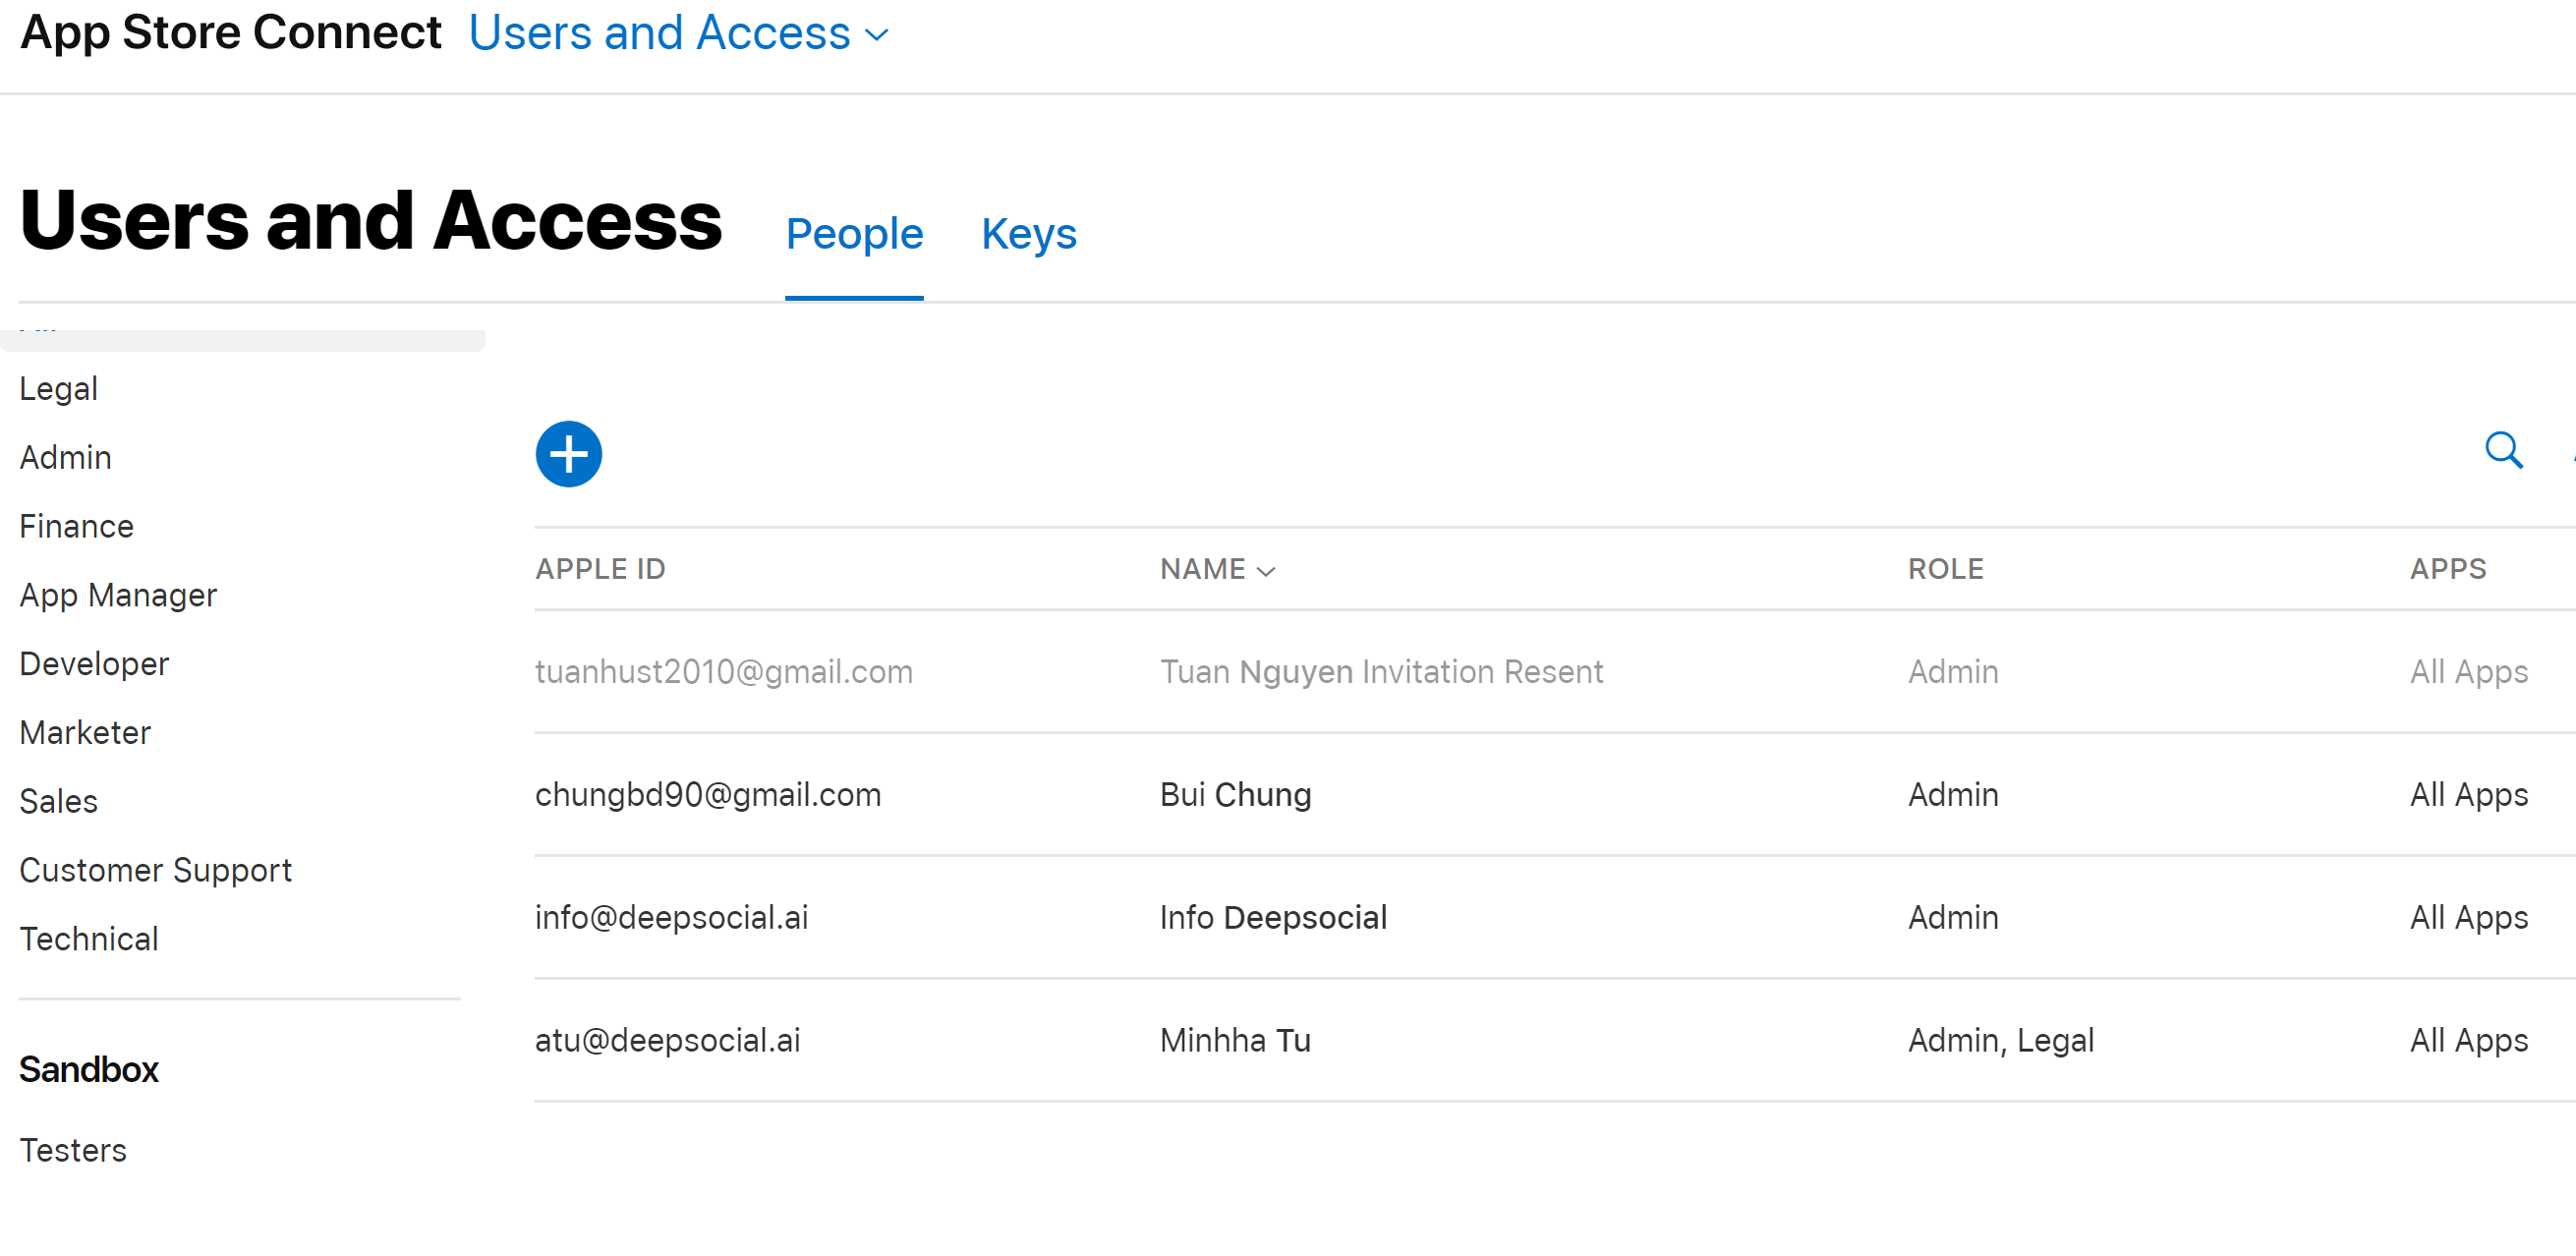 App Store Connect Users and Access
Users and Access People Keys
Legal
Admin
Finance
App Manager
Developer
Marketer
Sales
Customer Support
Technical
Sandbox
Testers
APPLE ID NAME ROLE APPS
tuanhust2010@gmail.com Tuan Nguyen Invitation Resent Admin All Apps
chungbd90@gmail.com Bui Chung Admin All Apps
info@deepsocial.ai Info Deepsocial Admin All Apps
atu@deepsocial.ai Minhha Tu Admin, Legal All Apps